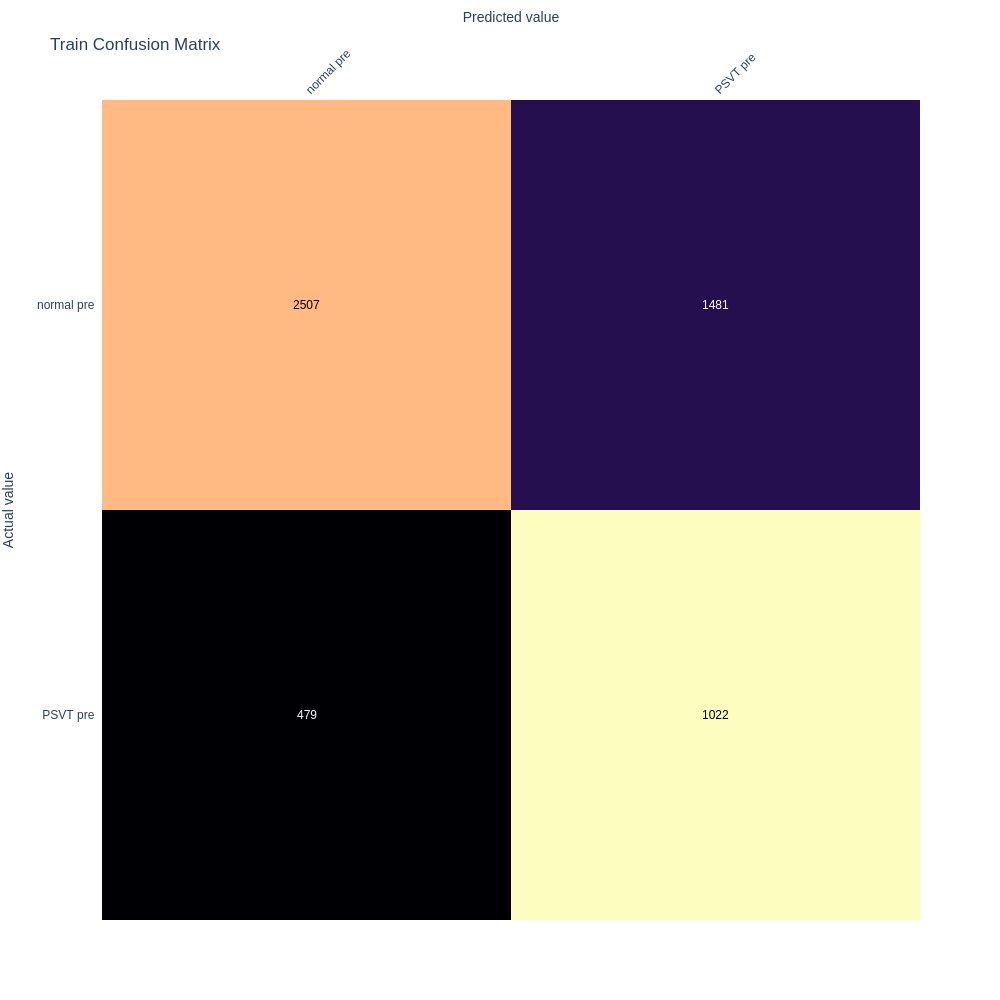 Predicted value
Train Confusion Matrix
normal pre
PSVT pre
normal pre
2507
1481
Actual value
PSVT pre
479
1022